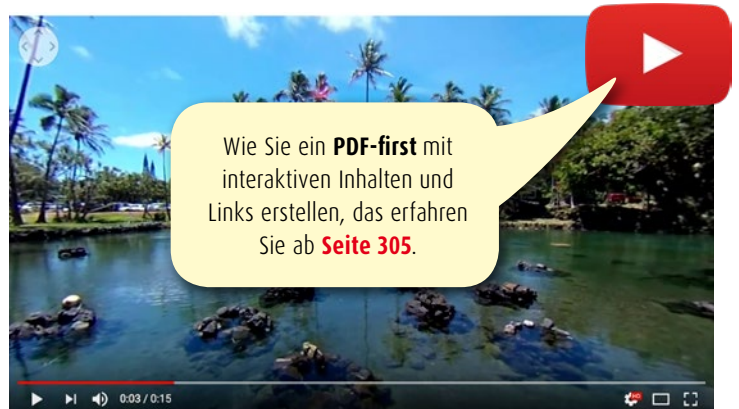 Wie Sie ein PDF-first mit
interaktiven Inhalten und
Links erstellen, das erfahren
Sie ab Seite 305.
0:03 / 0:15
HD